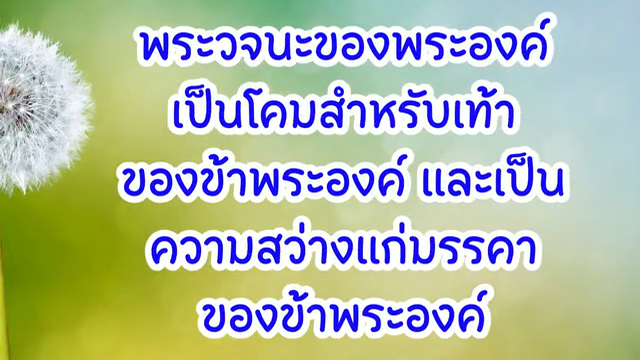 พระวจนะของพระองค์
เป็นโคมสำหรับเท้า
ของข้าพระองค์ และเป็น
ความสว่างแก่มรรคา
ของข้าพระองค์